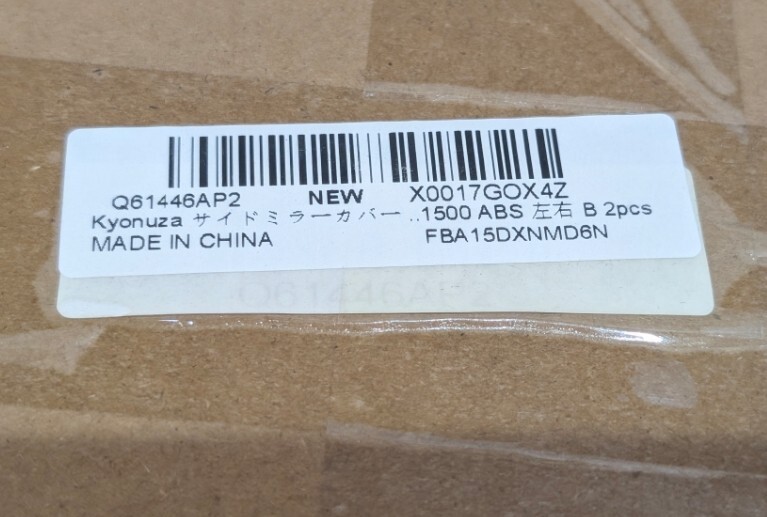 Q61446AP2 NEW X0017GOX4Z
Kyonuza サイドミラーカバー ..1500 ABS 左右 B 2pcs
MADE IN CHINA FBA15DXNMD6N
Q61446AP2